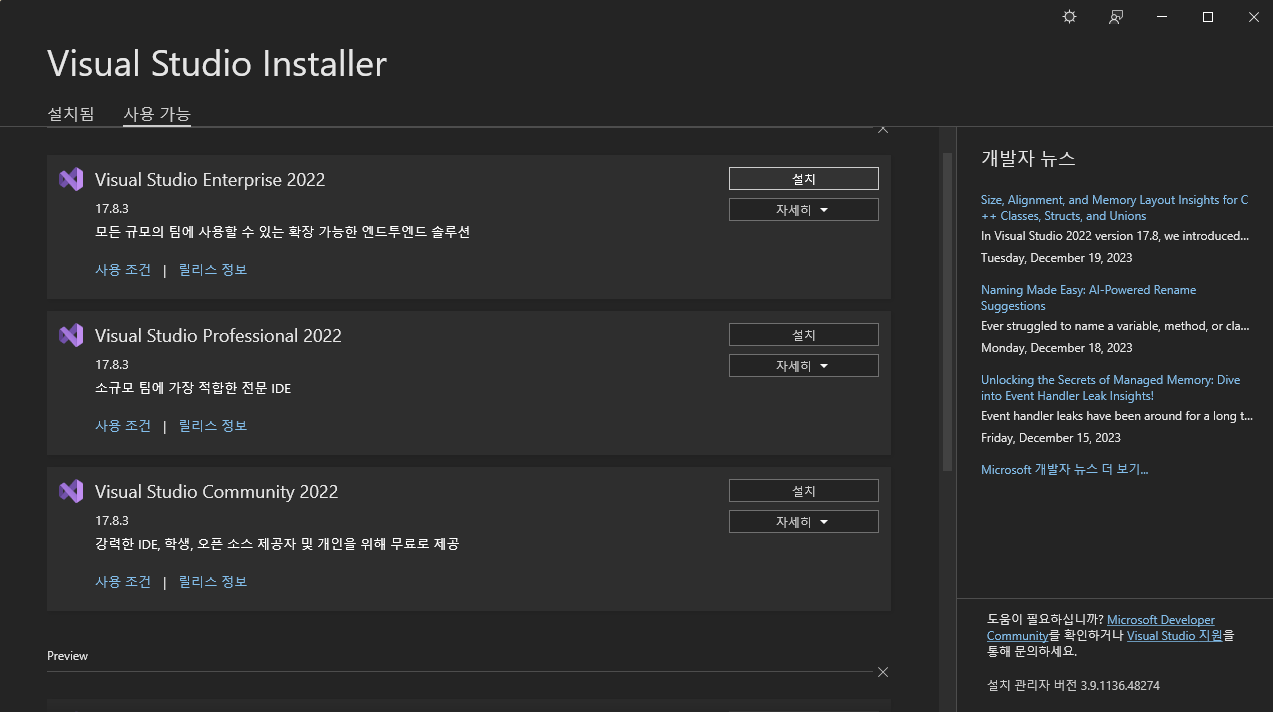 Visual Studio Installer
설치됨
사용 가능
Visual Studio Enterprise 2022
설치
17.8.3
자세히
모든 규모의 팀에 사용할 수 있는 확장 가능한 엔드투엔드 솔루션
사용 조건 | 릴리스 정보
Visual Studio Professional 2022
설치
17.8.3
자세히
소규모 팀에 가장 적합한 전문 IDE
사용 조건 | 릴리스 정보
Visual Studio Community 2022
설치
17.8.3
자세히
강력한 IDE, 학생, 오픈 소스 제공자 및 개인을 위해 무료로 제공
사용 조건 | 릴리스 정보
Preview
개발자 뉴스
Size, Alignment, and Memory Layout Insights for C
++ Classes, Structs, and Unions
In Visual Studio 2022 version 17.8, we introduced...
Tuesday, December 19, 2023
Naming Made Easy: AI-Powered Rename
Suggestions
Ever struggled to name a variable, method, or cla...
Monday, December 18, 2023
Unlocking the Secrets of Managed Memory: Dive
into Event Handler Leak Insights!
Event handler leaks have been around for a long t...
Friday, December 15, 2023
Microsoft 개발자 뉴스 더 보기...
도움이 필요하십니까? Microsoft Developer
Community를 확인하거나 Visual Studio 지원을
통해 문의하세요.
설치 관리자 버전 3.9.1136.48274